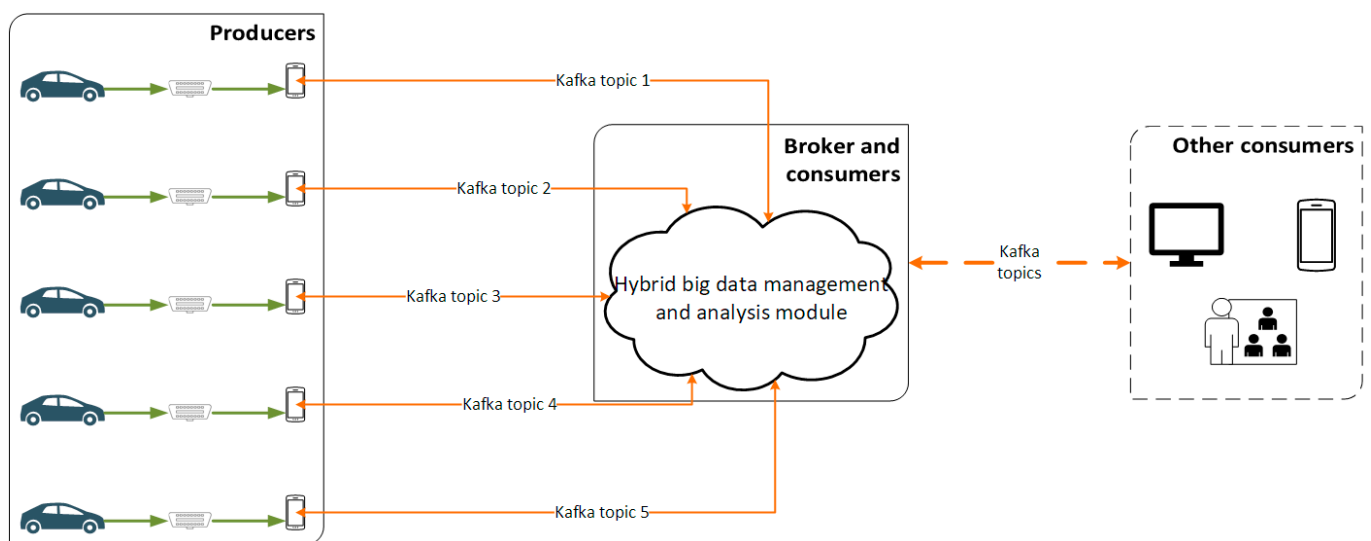 Producers
Kafka topic 1
Broker and
consumers
Other consumers
Kafka topic 2
Kafka
topics
Hybrid big data management
and analysis module
Kafka topic 3
Kafka topic 4
Kafka topic 5